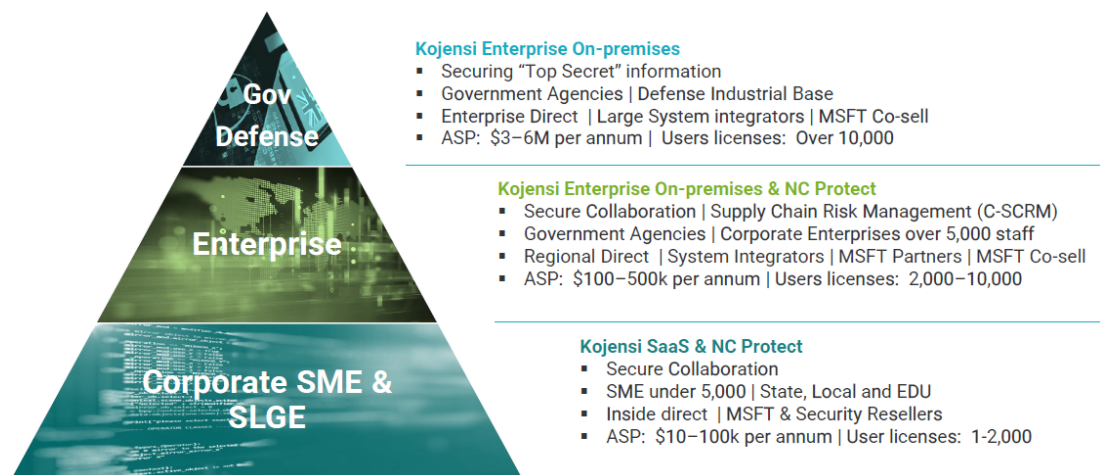 Gov
Defense
Kojensi Enterprise On-premises
▪ Securing “Top Secret” information
▪ Government Agencies | Defense Industrial Base
▪ Enterprise Direct | Large System integrators | MSFT Co-sell
▪ ASP: $3–6M per annum | Users licenses: Over 10,000
Enterprise
Kojensi Enterprise On-premises & NC Protect
▪ Secure Collaboration | Supply Chain Risk Management (C-SCRM)
▪ Government Agencies | Corporate Enterprises over 5,000 staff
▪ Regional Direct | System Integrators | MSFT Partners | MSFT Co-sell
▪ ASP: $100–500k per annum | Users licenses: 2,000–10,000
Corporate SME &
SLGE
Kojensi SaaS & NC Protect
▪ Secure Collaboration
▪ SME under 5,000 | State, Local and EDU
▪ Inside direct | MSFT & Security Resellers
▪ ASP: $10–100k per annum | User licenses: 1-2,000